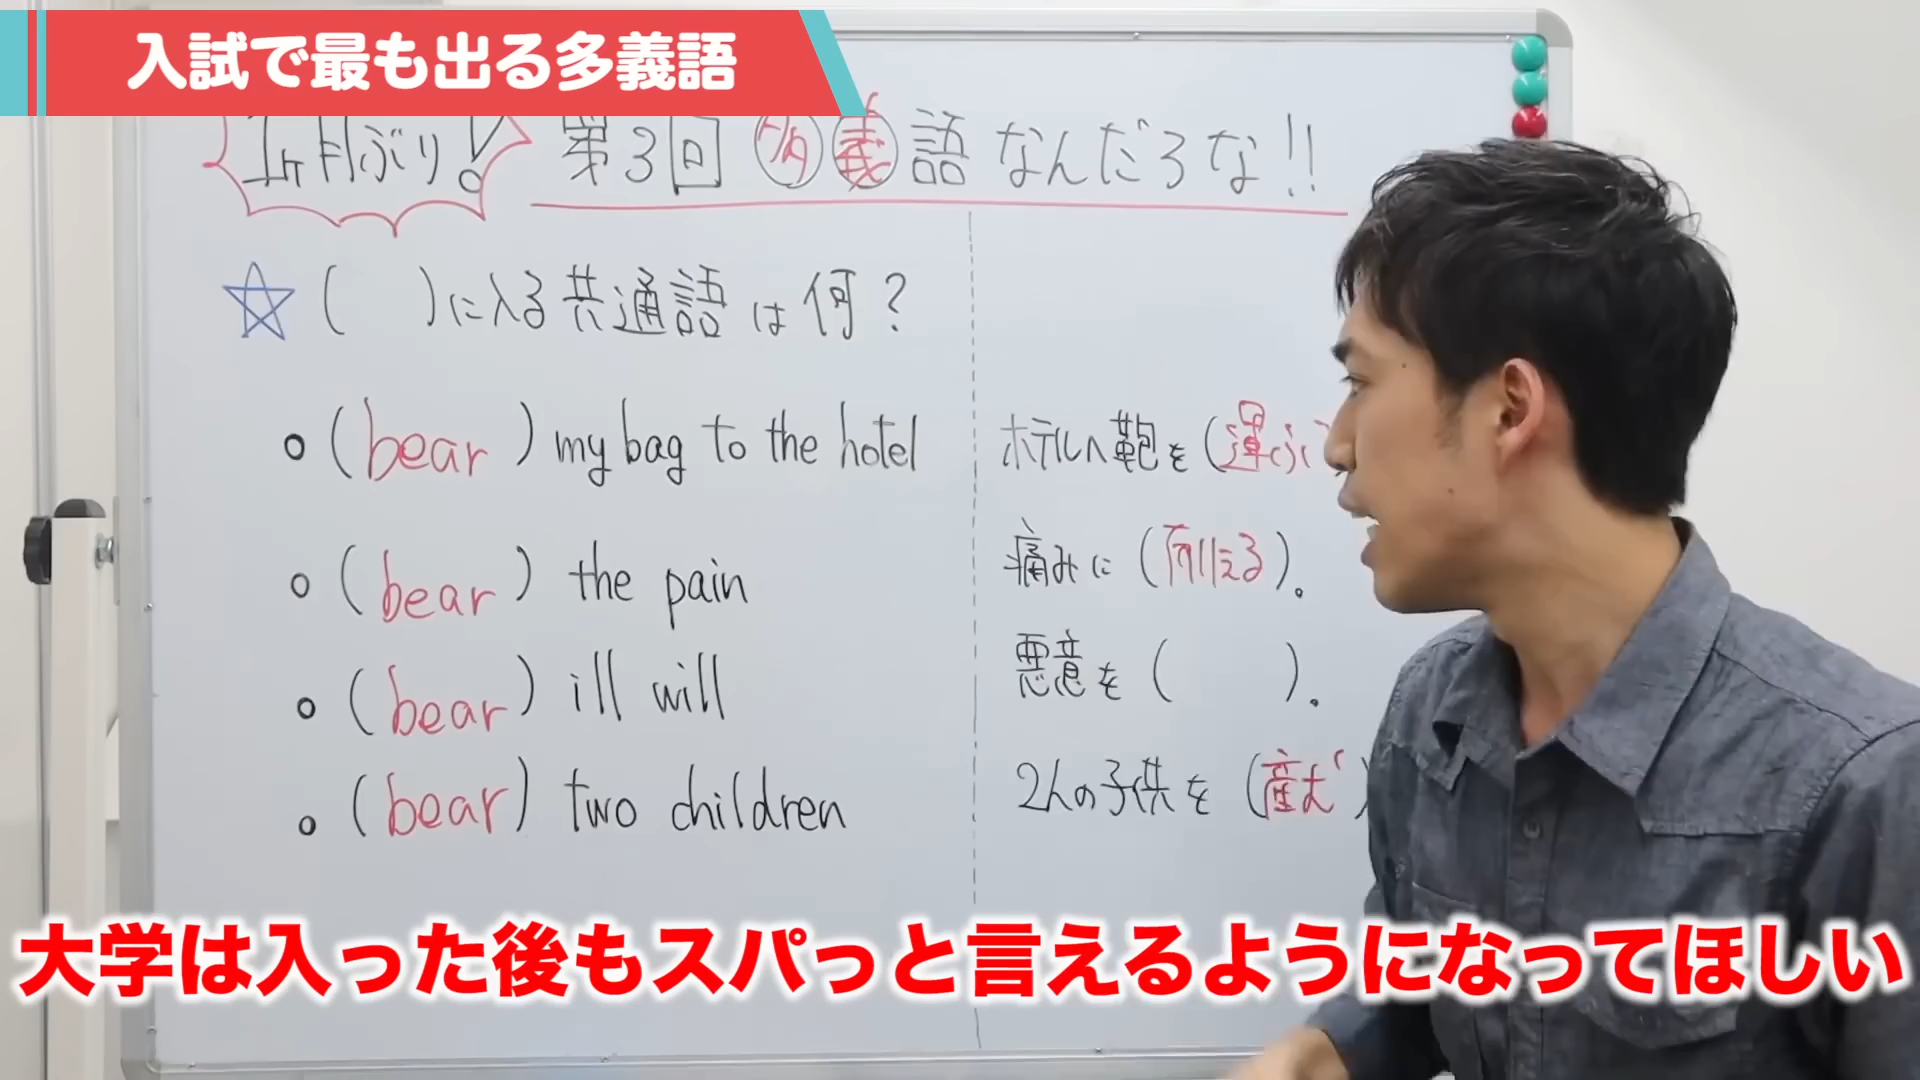 入試で最も出る多義語
1ヶ月ぶり!
第3回 多義語 なんだろな!!
☆ (  )に入る共通語は何?
○ (bear) my bag to the hotel
ホテルへ鞄を(運ぶ
○ (bear) the pain
痛みに(耐える)。
○ (bear) ill will
悪意を(  )。
○ (bear) two children
2人の子供を(産む)
大学は入った後もスパっと言えるようになってほしい